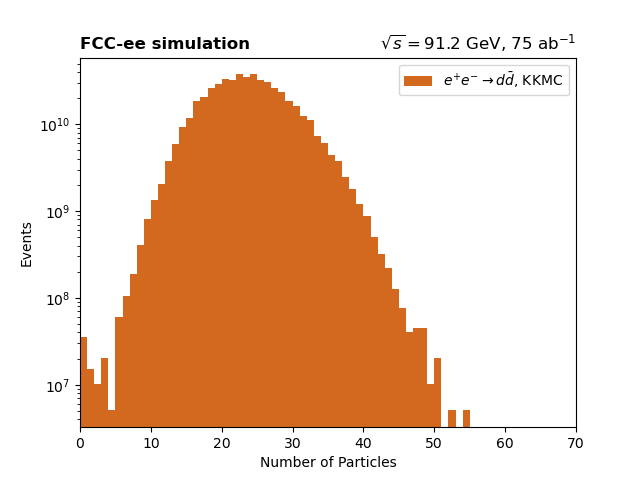 FCC-ee simulation
√s = 91.2 GeV, 75 ab⁻¹
e⁺e⁻ → dd̄, KKMC
Events
10¹⁰
10⁹
10⁸
10⁷
0 10 20 30 40 50 60 70
Number of Particles